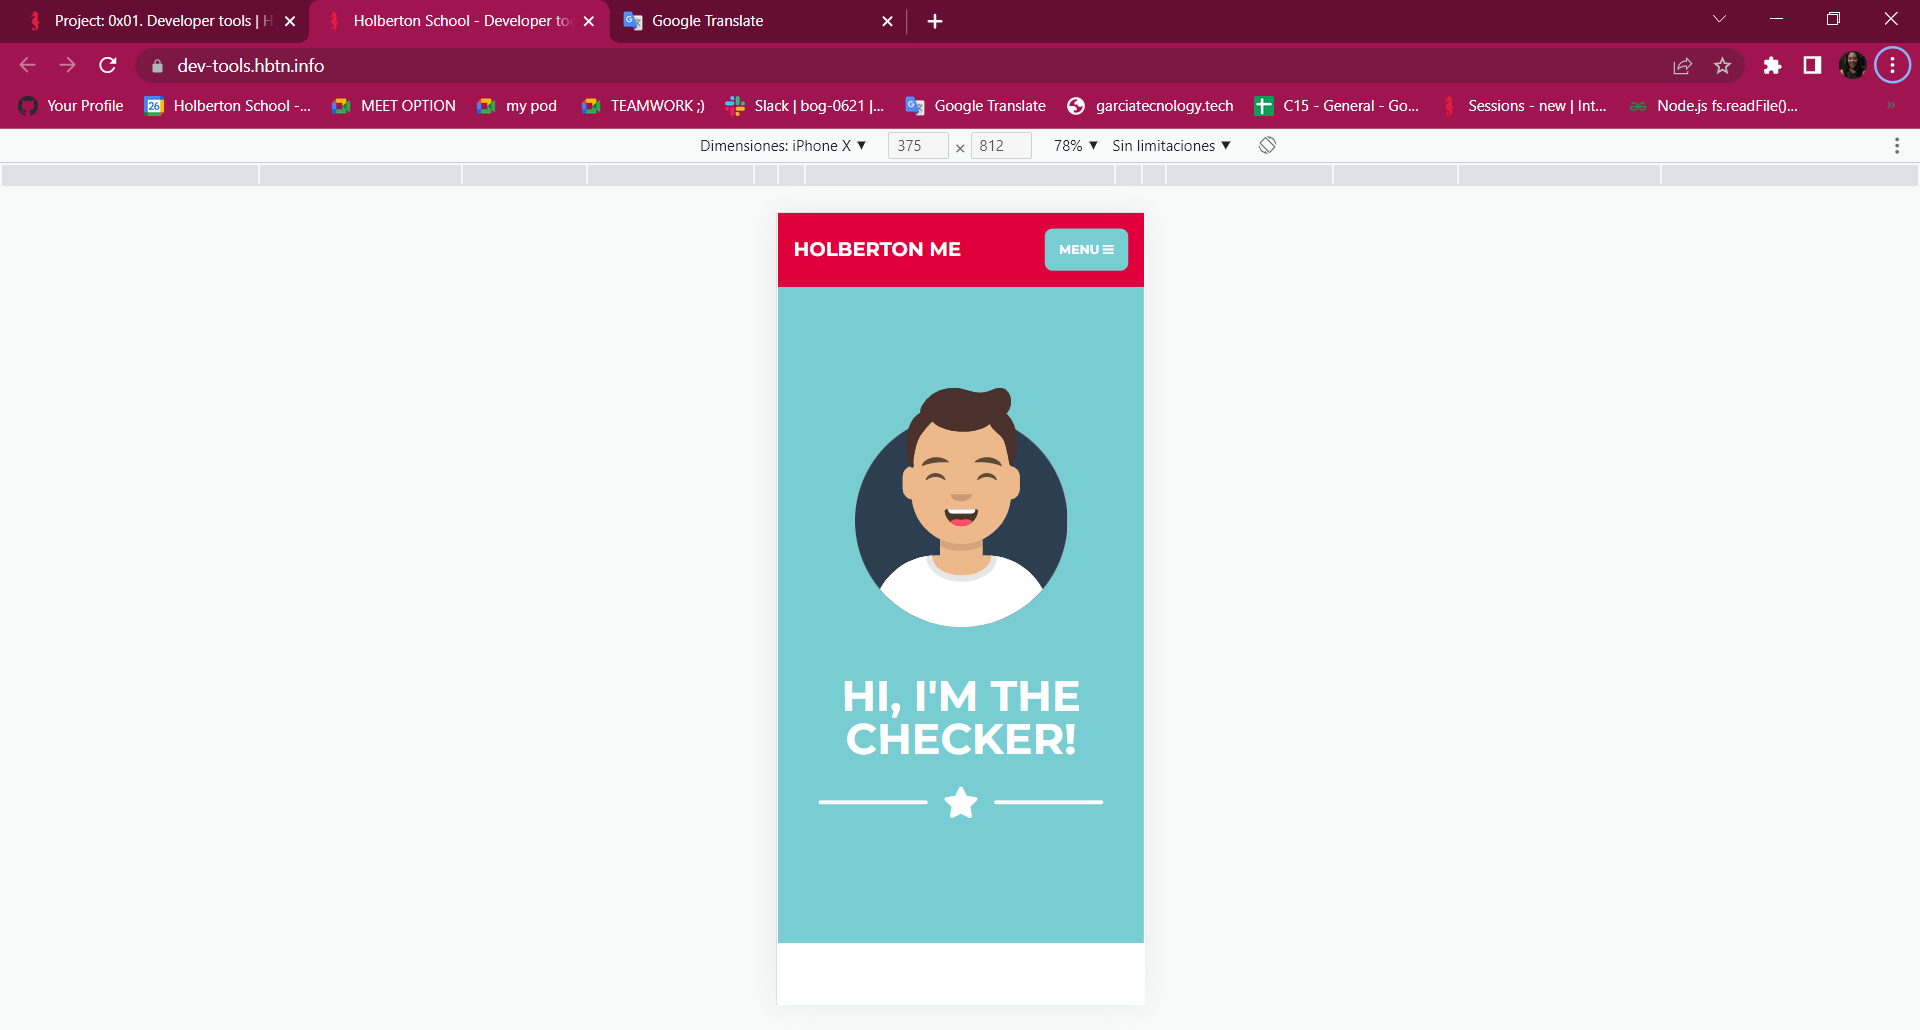 Project: 0x01. Developer tools | H
Holberton School - Developer to
Google Translate
dev-tools.hbtn.info
Your Profile
26
Holberton School -...
MEET OPTION
my pod
TEAMWORK ;)
Slack | bog-0621 |...
Google Translate
garciatecnology.tech
C15 - General - Go...
Sessions - new | Int...
Node.js fs.readFile()...
»
Dimensiones: iPhone X ▼
375 × 812
78% ▼
Sin limitaciones ▼
HOLBERTON ME
MENU
HI, I'M THE
CHECKER!